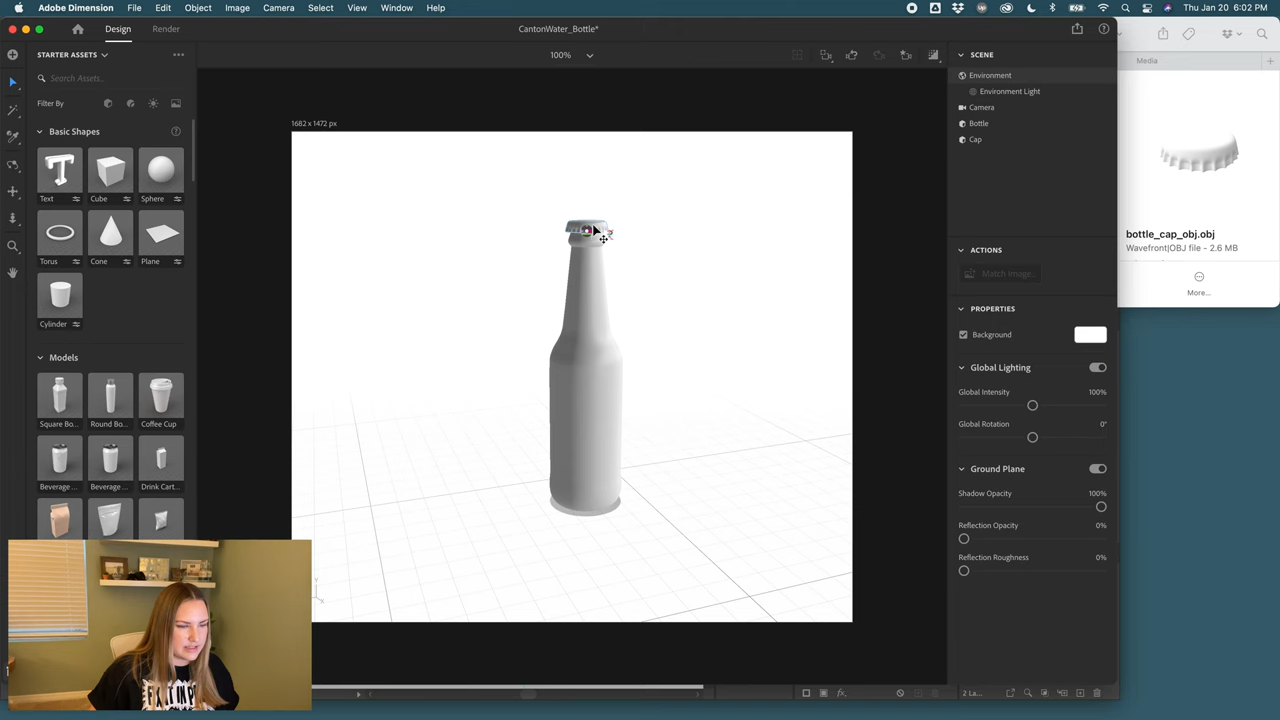 Adobe Dimension File Edit Object Image Camera Select View Window Help
Thu Jan 20 6:02 PM
Design Render
CantonWater_Bottle*
STARTER ASSETS
100%
Search Assets...
Filter By
Basic Shapes
Text Cube Sphere
Torus Cone Plane
Cylinder
Models
Square Bo... Round Bo... Coffee Cup
Beverage ... Beverage ... Drink Cart...
1682 x 1472 px
Y
X
SCENE
Environment
Environment Light
Camera
Bottle
Cap
ACTIONS
Match Image...
PROPERTIES
Background
Global Lighting
Global Intensity 100%
Global Rotation 0°
Ground Plane
Shadow Opacity 100%
Reflection Opacity 0%
Reflection Roughness 0%
Media
bottle_cap_obj.obj
Wavefront|OBJ file - 2.6 MB
More...
2 La...